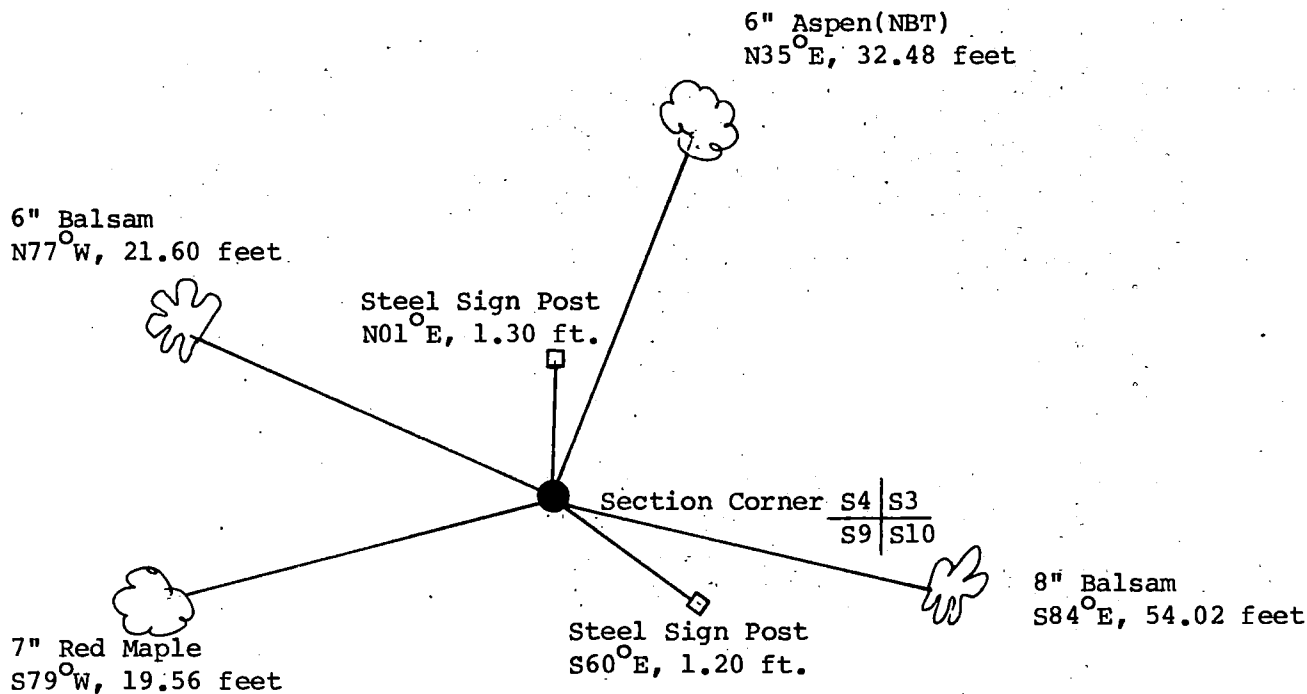 6" Aspen(NBT)
N35°E, 32.48 feet
6" Balsam
N77°W, 21.60 feet
Steel Sign Post
N01°E, 1.30 ft.
Section Corner S4 S3
S9 S10
8" Balsam
S84°E, 54.02 feet
Steel Sign Post
S60°E, 1.20 ft.
7" Red Maple
S79°W, 19.56 feet